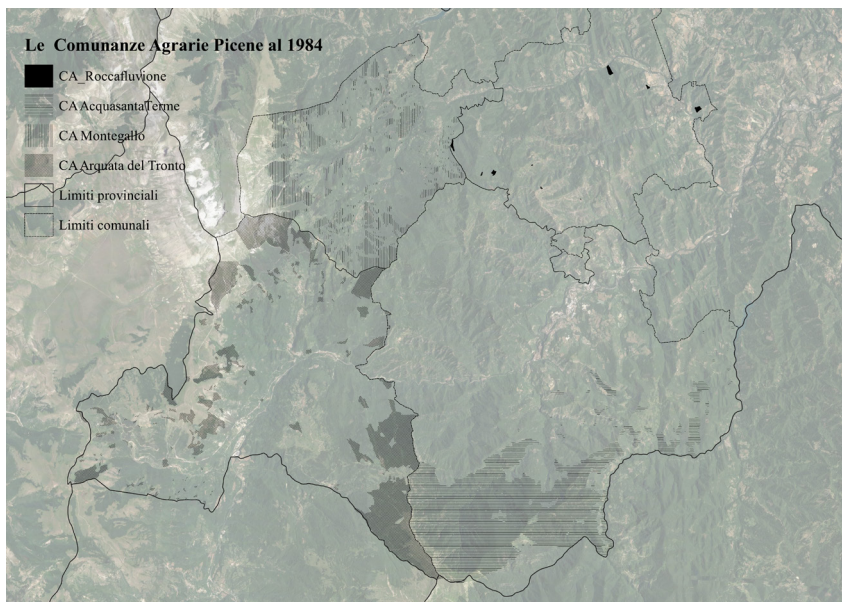 Le Comunanze Agrarie Picene al 1984
CA_Roccafluvione
CA AcquasantaTerme
CA Montegallo
CA Arquata del Tronto
Limiti provinciali
Limiti comunali